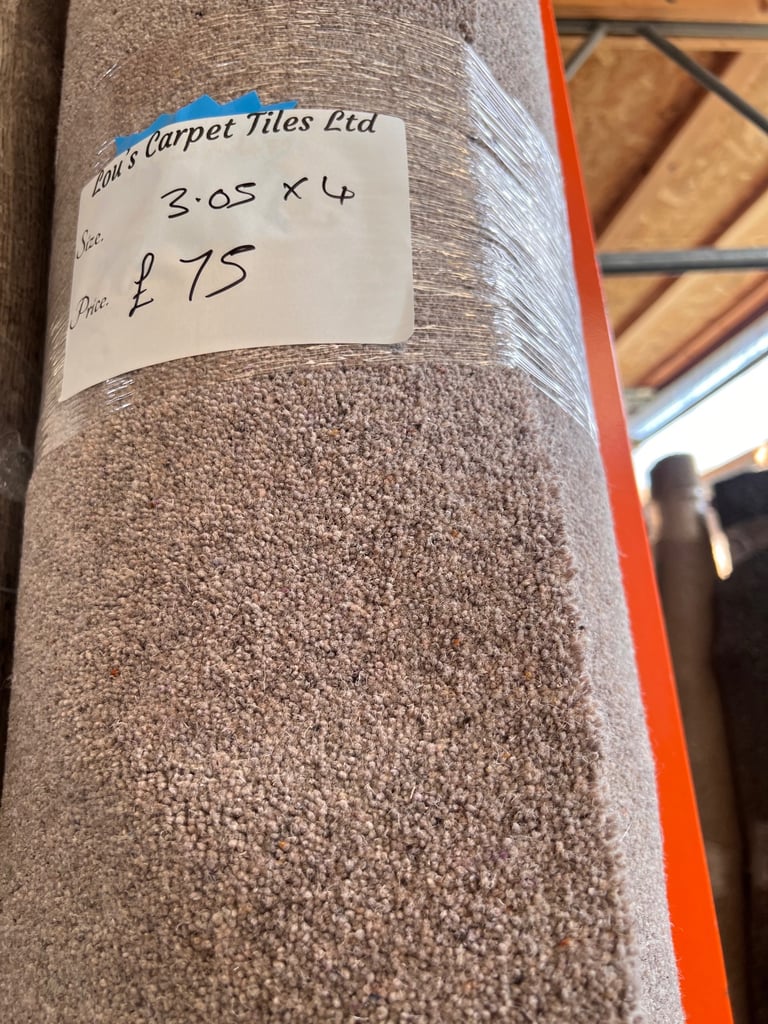 Lou's Carpet Tiles Ltd
Size. 3.05 x 4
Price. £75